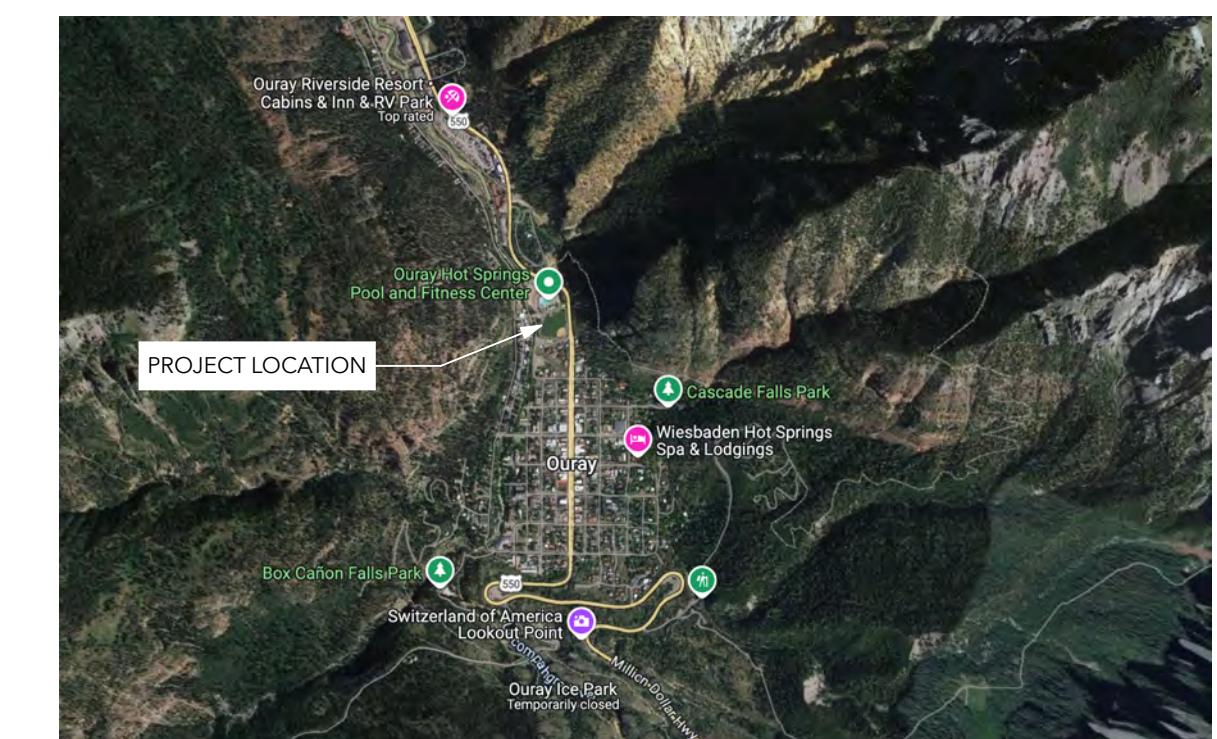 Ouray Riverside Resort -
Cabins & Inn & RV Park
Top rated
550
Ouray Hot Springs
Pool and Fitness Center
PROJECT LOCATION
Cascade Falls Park
Wiesbaden Hot Springs
Spa & Lodgings
Ouray
Box Cañon Falls Park
550
Switzerland of America
Lookout Point
Million-Dollar-Hwy
Ouray Ice Park
Temporarily closed